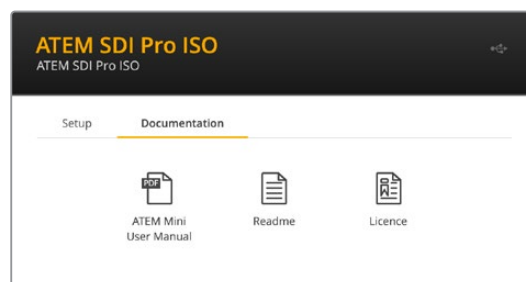 ATEM SDI Pro ISO
ATEM SDI Pro ISO
Setup
Documentation
PDF
ATEM Mini
User Manual
Readme
Licence